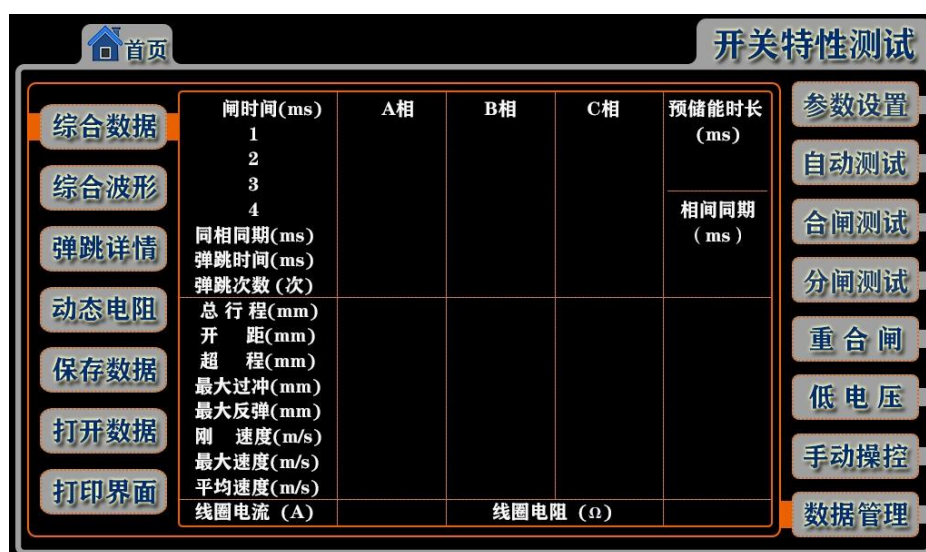 首页
开关特性测试
综合数据
综合波形
弹跳详情
动态电阻
保存数据
打开数据
打印界面
闸时间(ms) A相 B相 C相 预储能时长
1 (ms)
2
3
4 相间同期
同相同期(ms) (ms)
弹跳时间(ms)
弹跳次数(次)
总行程(mm)
开 距(mm)
超 程(mm)
最大过冲(mm)
最大反弹(mm)
刚 速度(m/s)
最大速度(m/s)
平均速度(m/s)
线圈电流 (A) 线圈电阻 (Ω)
参数设置
自动测试
合闸测试
分闸测试
重合闸
低电压
手动操控
数据管理